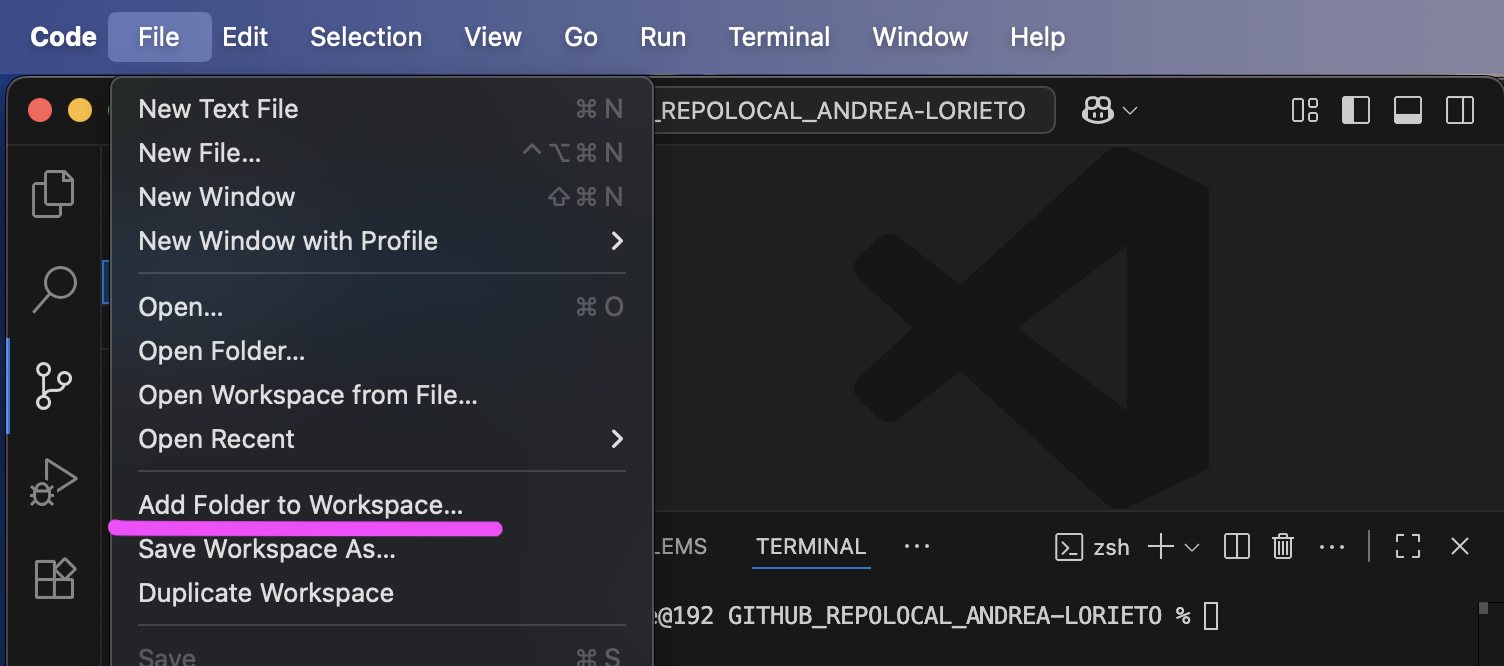 Code File Edit Selection View Go Run Terminal Window Help
New Text File ⌘ N
New File... ^⌥⌘ N
New Window ⇧⌘ N
New Window with Profile
Open... ⌘ O
Open Folder...
Open Workspace from File...
Open Recent
Add Folder to Workspace...
Save Workspace As...
Duplicate Workspace
Save ⌘ S
_REPOLOCAL_ANDREA-LORIETO
LEMS TERMINAL ... zsh
@192 GITHUB_REPOLOCAL_ANDREA-LORIETO %